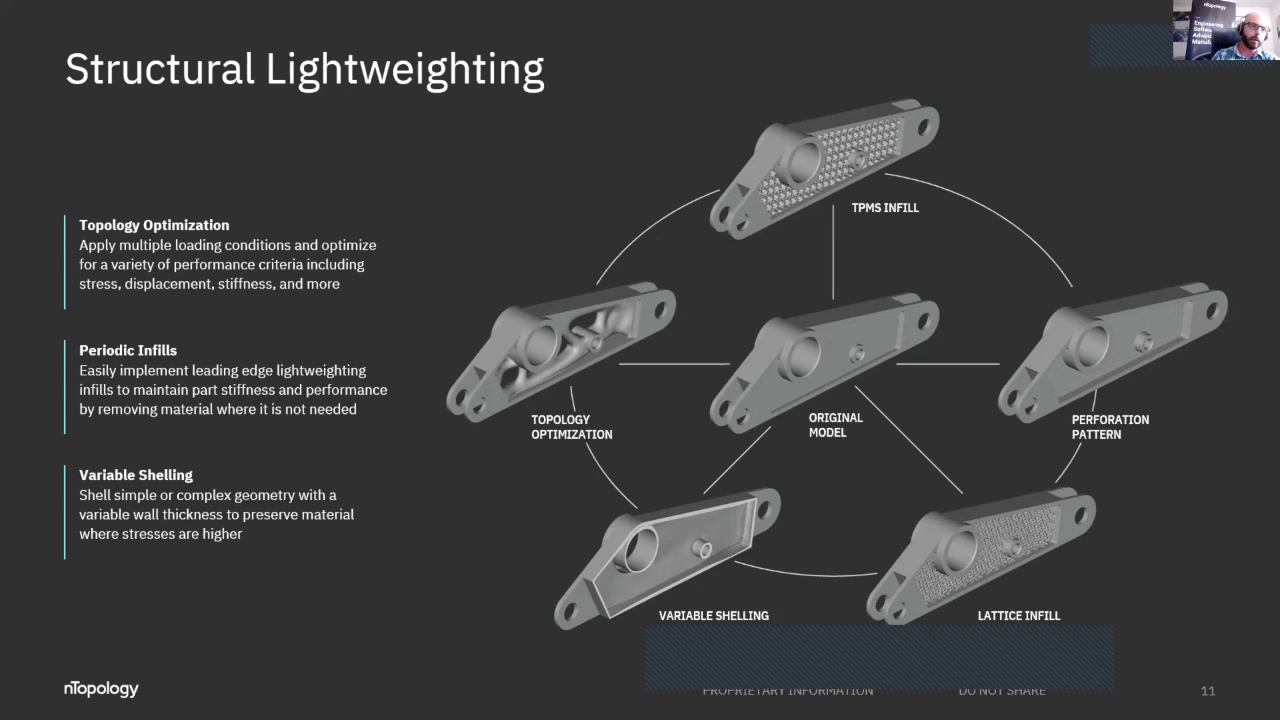 Structural Lightweighting
nTopology
Engineering
Topology Optimization
Apply multiple loading conditions and optimize
for a variety of performance criteria including
stress, displacement, stiffness, and more
Periodic Infills
Easily implement leading edge lightweighting
infills to maintain part stiffness and performance
by removing material where it is not needed
Variable Shelling
Shell simple or complex geometry with a
variable wall thickness to preserve material
where stresses are higher
TPMS INFILL
TOPOLOGY
OPTIMIZATION
ORIGINAL
MODEL
PERFORATION
PATTERN
VARIABLE SHELLING
LATTICE INFILL
nTopology
PROPRIETARY INFORMATION
DO NOT SHARE
11